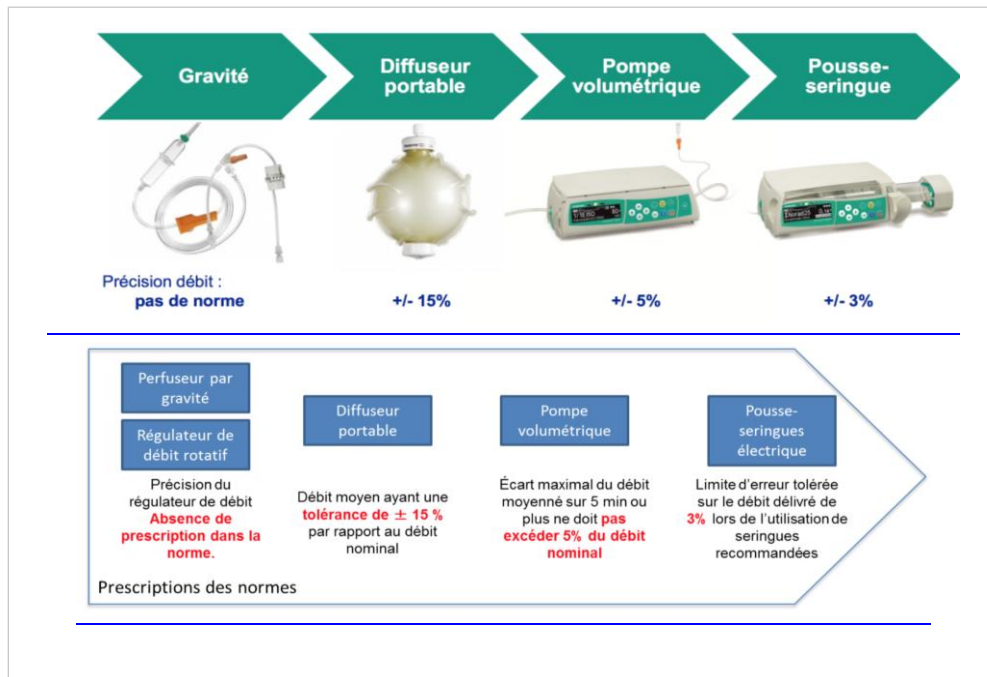 Gravité
Diffuseur
portable
Pompe
volumétrique
Pousse-
seringue
Précision débit :
pas de norme
+/- 15%
+/- 5%
+/- 3%
Perfuseur par
gravité
Régulateur de
débit rotatif
Précision du
régulateur de débit
Absence de
prescription dans la
norme.
Diffuseur
portable
Débit moyen ayant une
tolérance de ± 15 %
par rapport au débit
nominal
Pompe
volumétrique
Écart maximal du débit
moyenné sur 5 min ou
plus ne doit pas
excéder 5% du débit
nominal
Pousse-
seringues
électrique
Limite d'erreur tolérée
sur le débit délivré de
3% lors de l'utilisation de
seringues
recommandées
Prescriptions des normes